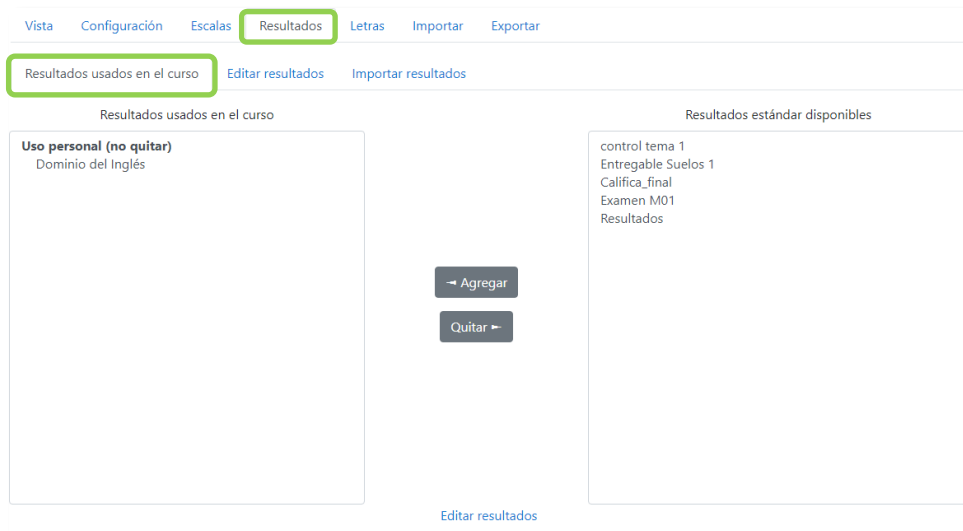 Vista Configuración Escalas Resultados Letras Importar Exportar
Resultados usados en el curso Editar resultados Importar resultados
Resultados usados en el curso
Uso personal (no quitar)
Dominio del Inglés
◄ Agregar
Quitar ►
Resultados estándar disponibles
control tema 1
Entregable Suelos 1
Califica_final
Examen M01
Resultados
Editar resultados